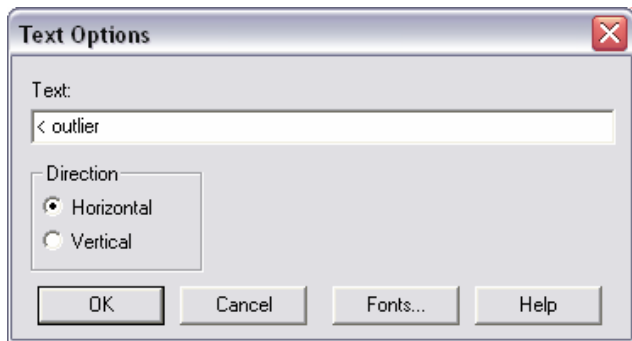 Text Options
Text:
< outlier
Direction
Horizontal
Vertical
OK Cancel Fonts... Help